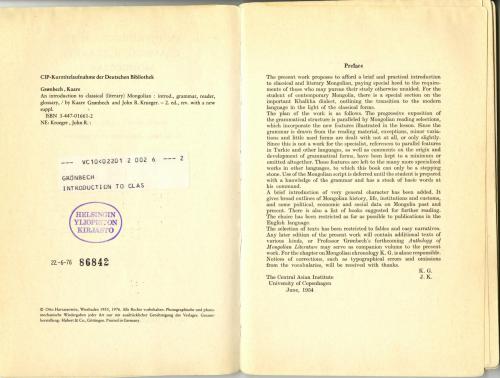 CIP-Kurztitelaufnahme der Deutschen Bibliothek
Grønbech, Kaare
An introduction to classical (literary) Mongolian : introd., grammar, reader,
glossary, / by Kaare Grønbech and John R. Krueger. – 2. ed., rev. with a new
suppl.
ISBN 3-447-01661-2
NE: Krueger, John R. :
--- VC10<02201 2 002 6 --- 2
GRÖNBECH
INTRODUCTION TO CLAS
HELSINGIN
YLIOPISTON
KIRJASTO
22.-6-76 86842
© Otto Harrassowitz, Wiesbaden 1955, 1976. Alle Rechte vorbehalten. Photographische und photo-
mechanische Wiedergaben jeder Art nur mit ausdrücklicher Genehmigung des Verlages. Gesamt-
herstellung: Hubert & Co., Göttingen. Printed in Germany.
Preface
The present work proposes to afford a brief and practical introduction
to classical and literary Mongolian, paying special heed to the require-
ments of those who may pursue their study otherwise unaided. For the
student of contemporary Mongolia, there is a special section on the
important Khalkha dialect, outlining the transition to the modern
language in the light of the classical forms.
The plan of the work is as follows. The progressive exposition of
the grammatical structure is paralleled by Mongolian reading selections,
which incorporate the new features illustrated in the lesson. Since the
grammar is drawn from the reading material, exceptions, minor varia-
tions and little used forms are dealt with not at all, or only slightly.
Since this is not a work for the specialist, references to parallel features
in Turkic and other languages, as well as comments on the origin and
development of grammatical forms, have been kept to a minimum or
omitted altogether. These features are left to the many more specialized
works in other languages, to which this book can only be a stepping
stone. Use of the Mongolian script is deferred until the student is prepared
with a knowledge of the grammar and has a stock of basic words at
his command.
A brief introduction of very general character has been added. It
gives broad outlines of Mongolian history, life, institutions and customs,
and some political, economic and social data on Mongolia past and
present. There is also a list of books suggested for further reading.
The choice has been restricted as far as possible to publications in the
English language.
The selection of texts has been restricted to fables and easy narratives.
Any later edition of the present work will contain additional texts of
various kinds, or Professor Grønbech's forthcoming Anthology of
Mongolian Literature may serve as companion volume to the present
work. For the chapter on Mongolian chronology K. G. is alone responsible.
Notices of corrections, such as typographical errors and omissions
from the vocabularies, will be received with thanks.
K. G.
The Central Asian Institute J. K.
University of Copenhagen
June, 1954